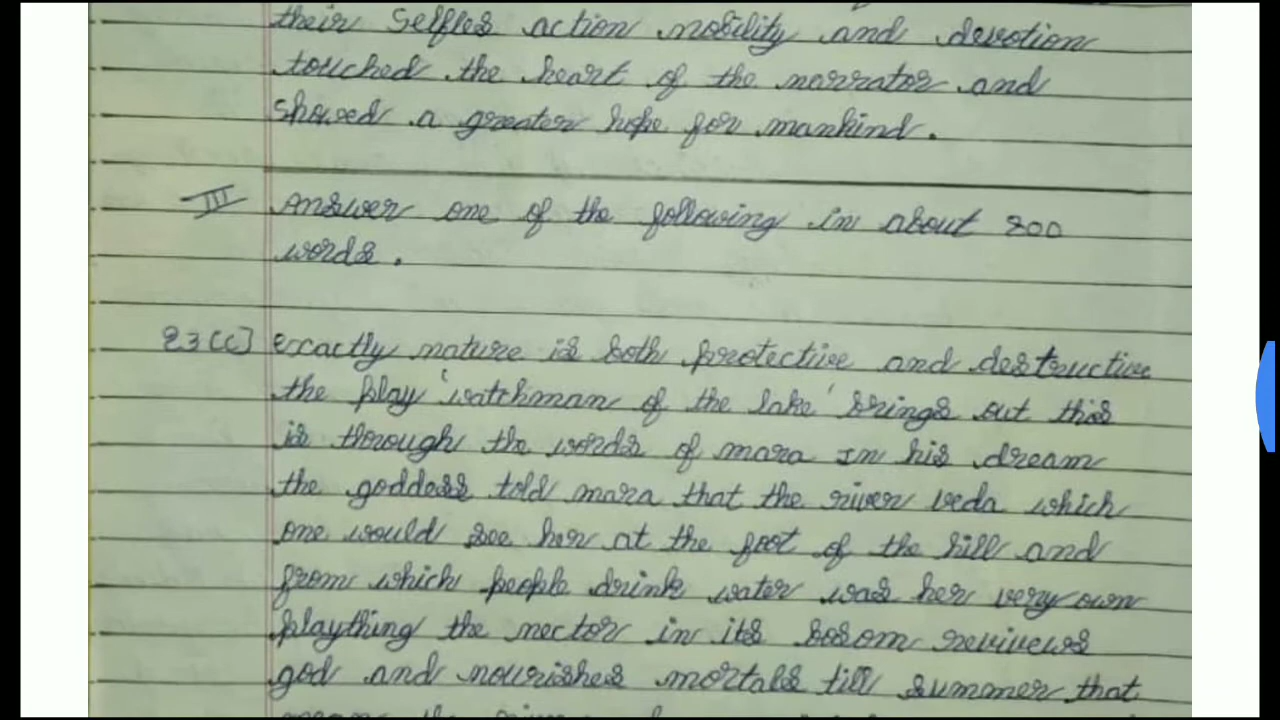 their selfles action nobility and devotion
touched the heart of the narrator and
showed a greater hope for mankind.
III Answer one of the following in about 200
words.
23(c) exactly nature is both protective and destructive
the play 'watchman of the lake' brings out this
is through the words of mara In his dream
the goddess told mara that the river veda which
one would see her at the foot of the hill and
from which people drink water was her very own
plaything the nector in its bosom revivews
god and nourishes mortals till summer that